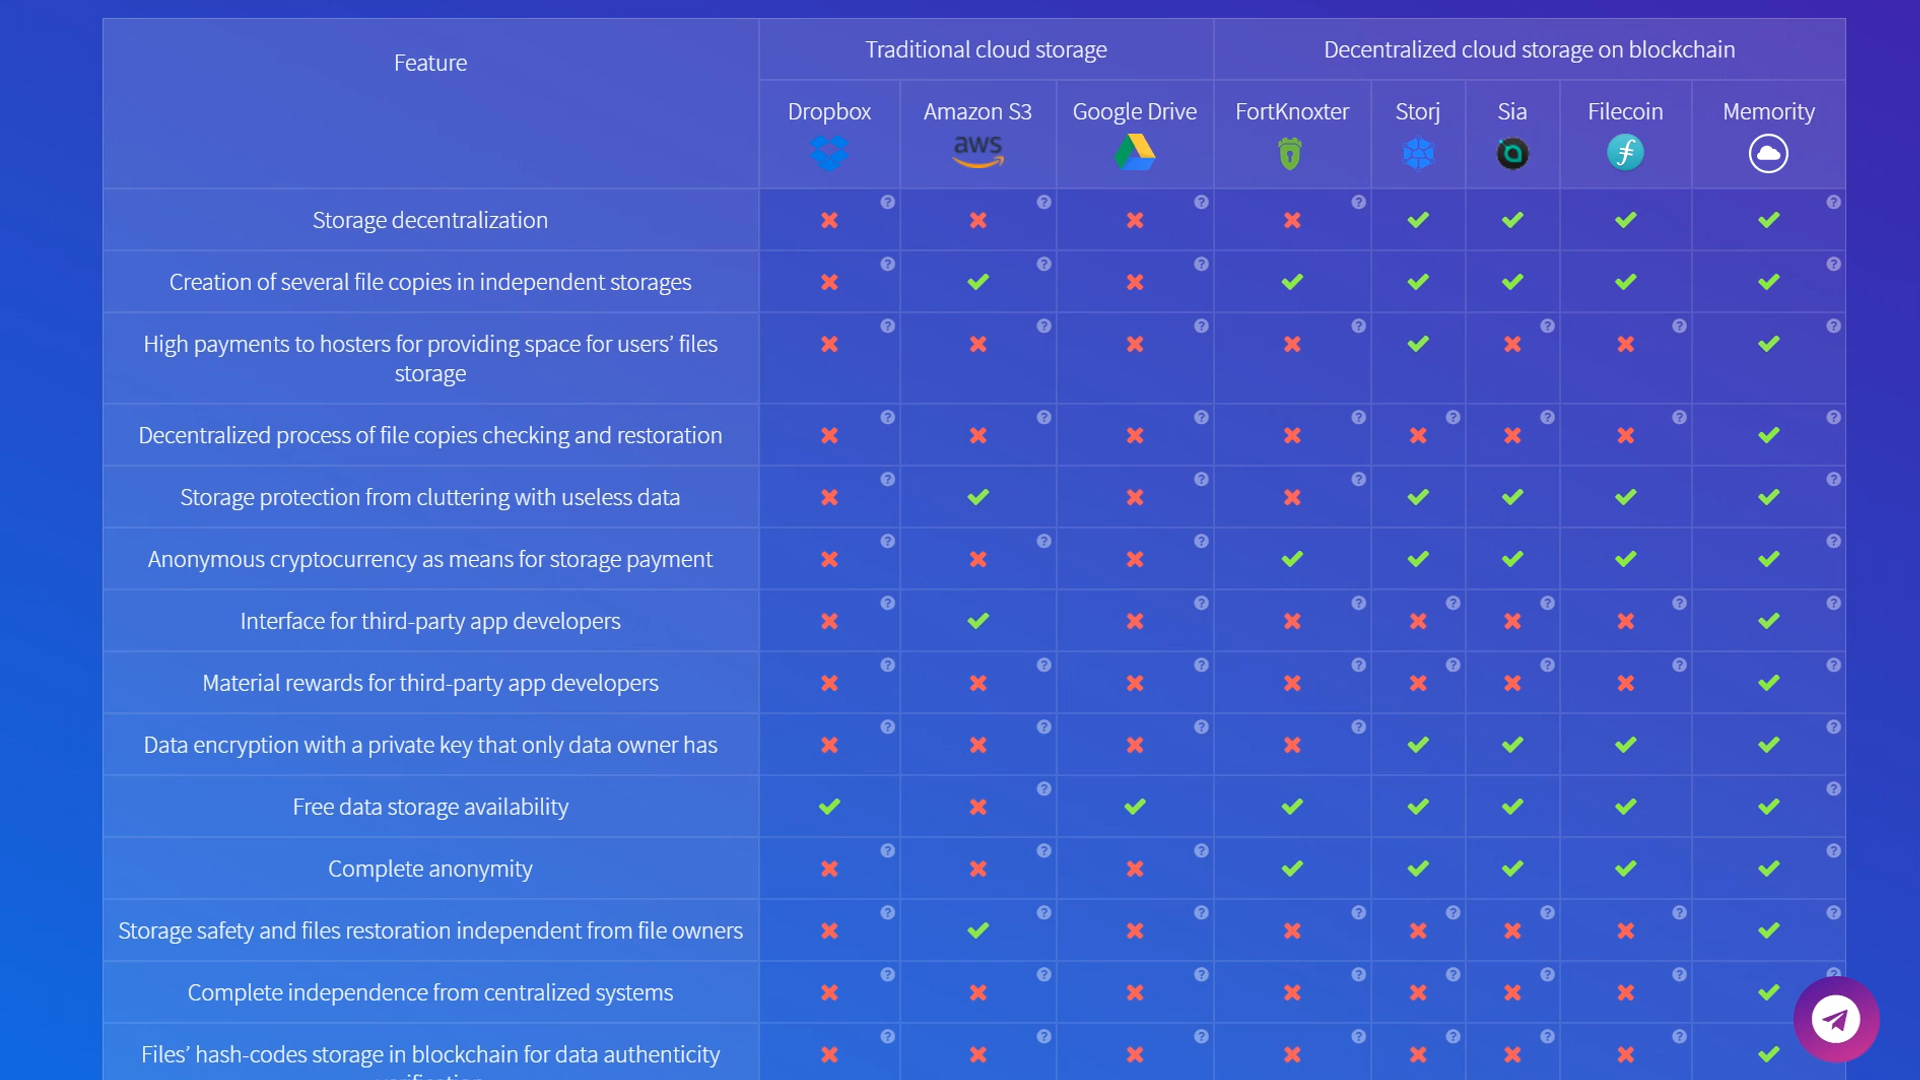 Feature
Traditional cloud storage
Decentralized cloud storage on blockchain
Dropbox
Amazon S3
Google Drive
FortKnoxter
Storj
Sia
Filecoin
Memority
aws
Storage decentralization
Creation of several file copies in independent storages
High payments to hosters for providing space for users’ files
storage
Decentralized process of file copies checking and restoration
Storage protection from cluttering with useless data
Anonymous cryptocurrency as means for storage payment
Interface for third-party app developers
Material rewards for third-party app developers
Data encryption with a private key that only data owner has
Free data storage availability
Complete anonymity
Storage safety and files restoration independent from file owners
Complete independence from centralized systems
Files’ hash-codes storage in blockchain for data authenticity